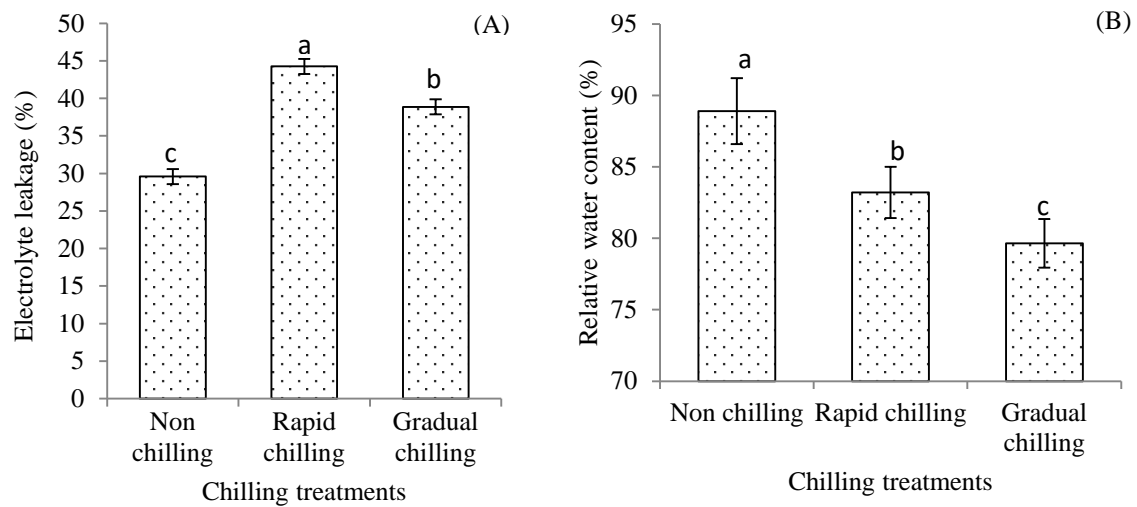 (A)
50
45
40
35
30
25
20
15
10
5
0
Electrolyte leakage (%)
c
a
b
Non
chilling
Rapid
chilling
Gradual
chilling
Chilling treatments
(B)
95
90
85
80
75
70
Relative water content (%)
a
b
c
Non chilling
Rapid chilling
Gradual
chilling
Chilling treatments